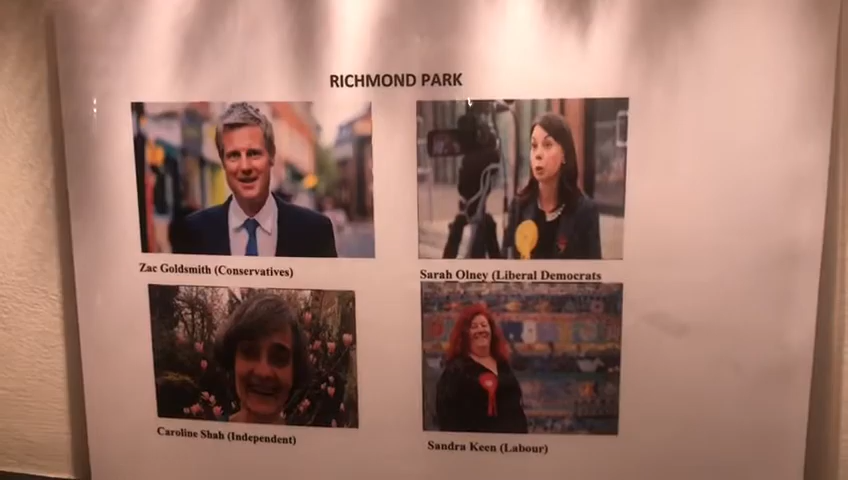 RICHMOND PARK
Zac Goldsmith (Conservatives)
Sarah Olney (Liberal Democrats
Caroline Shah (Independent)
Sandra Keen (Labour)